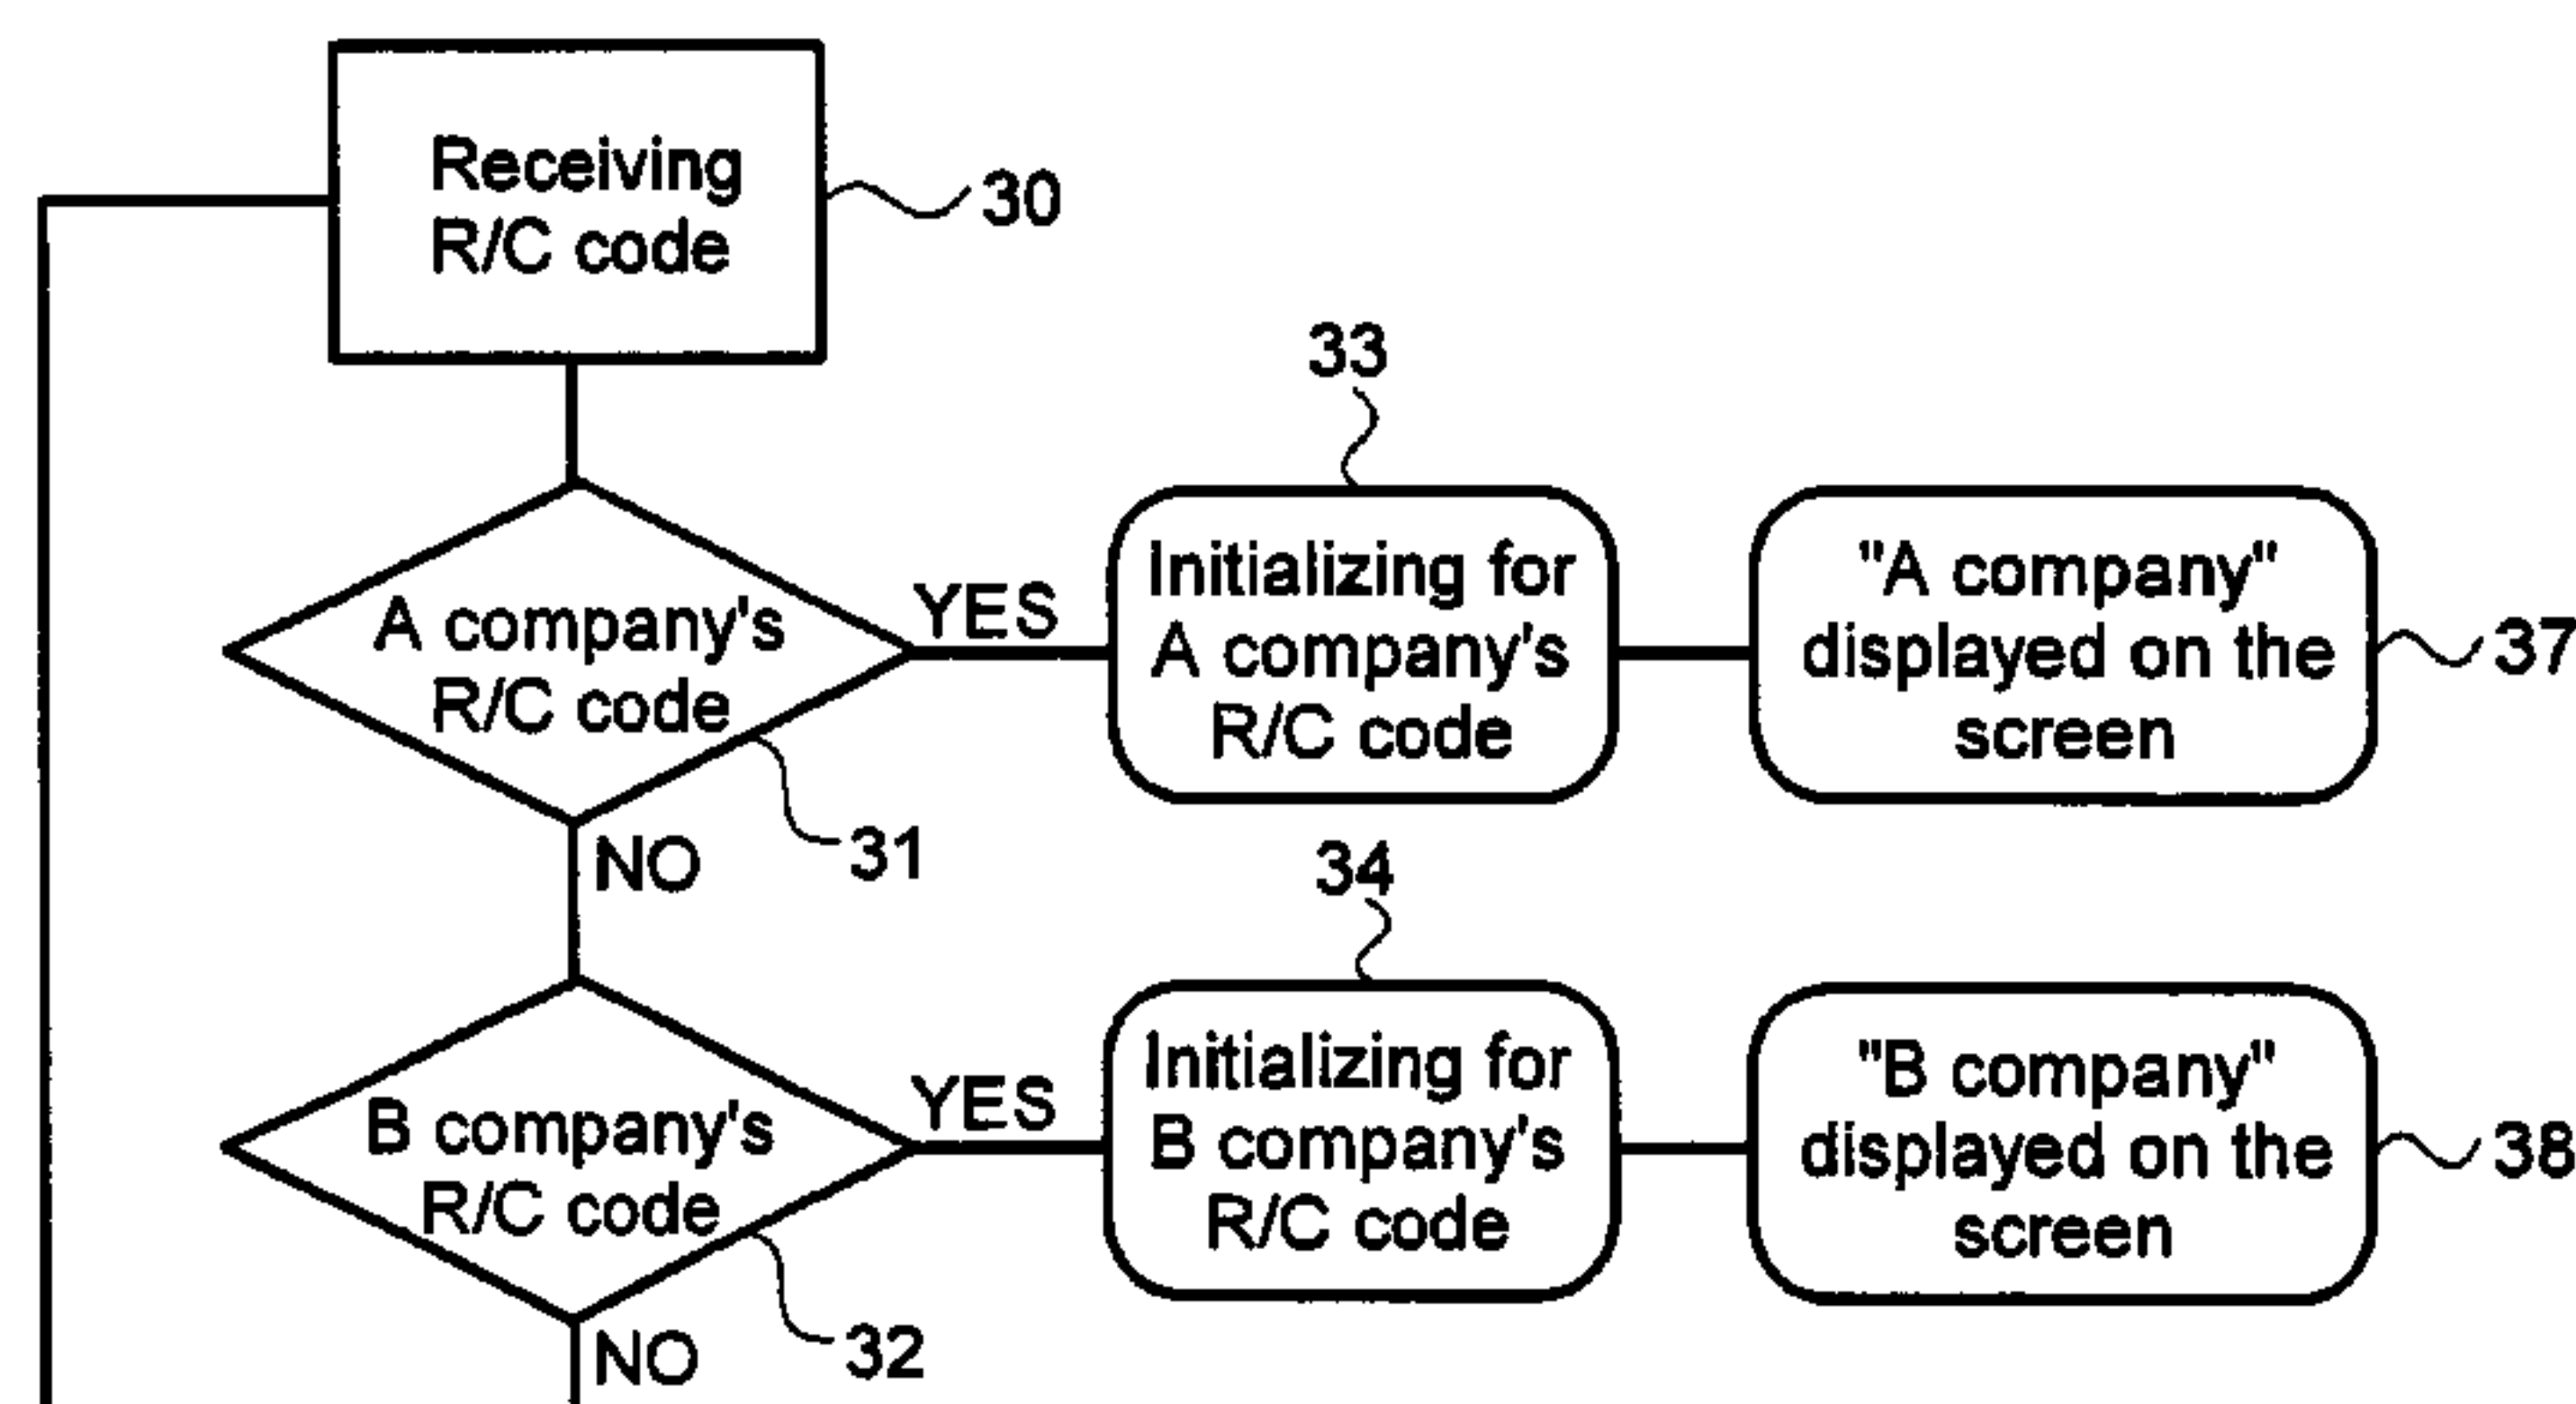 Receiving
R/C code
30
33
A company's
R/C code
YES
31
NO
Initializing for
A company's
R/C code
"A company"
displayed on the
screen
37
34
B company's
R/C code
YES
32
NO
Initializing for
B company's
R/C code
"B company"
displayed on the
screen
38